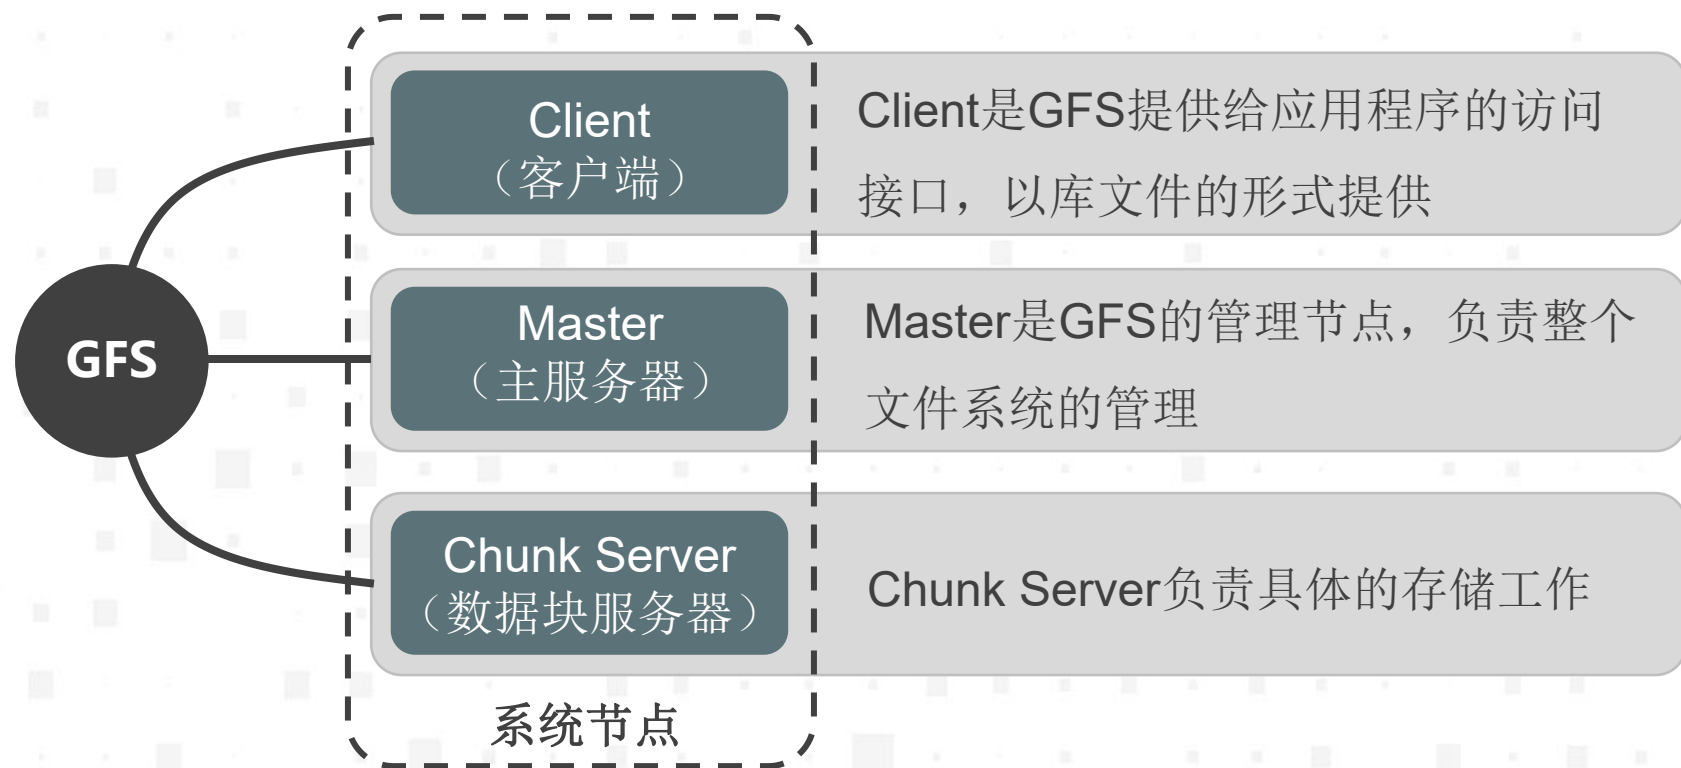 Client
（客户端）
Client是GFS提供给应用程序的访问
接口，以库文件的形式提供
GFS
Master
（主服务器）
Master是GFS的管理节点，负责整个
文件系统的管理
Chunk Server
（数据块服务器）
Chunk Server负责具体的存储工作
系统节点